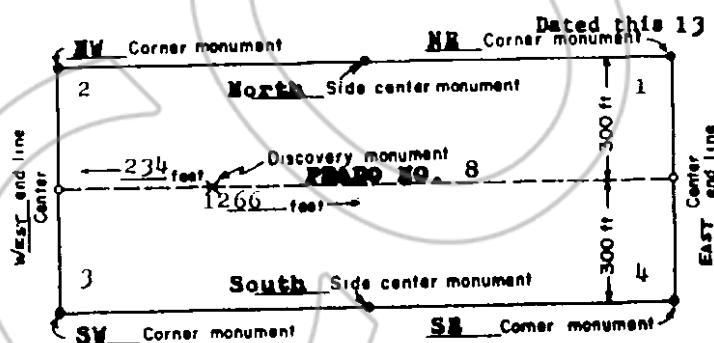 Dated this 13
NW Corner monument
NE Corner monument
2
North Side center monument
1
300 ft
234 feet
Discovery monument
PRADO NO. 8
1266 feet
WEST end line
Center
Center
EAST end line
300 ft
3
South Side center monument
4
SW Corner monument
SE Corner monument